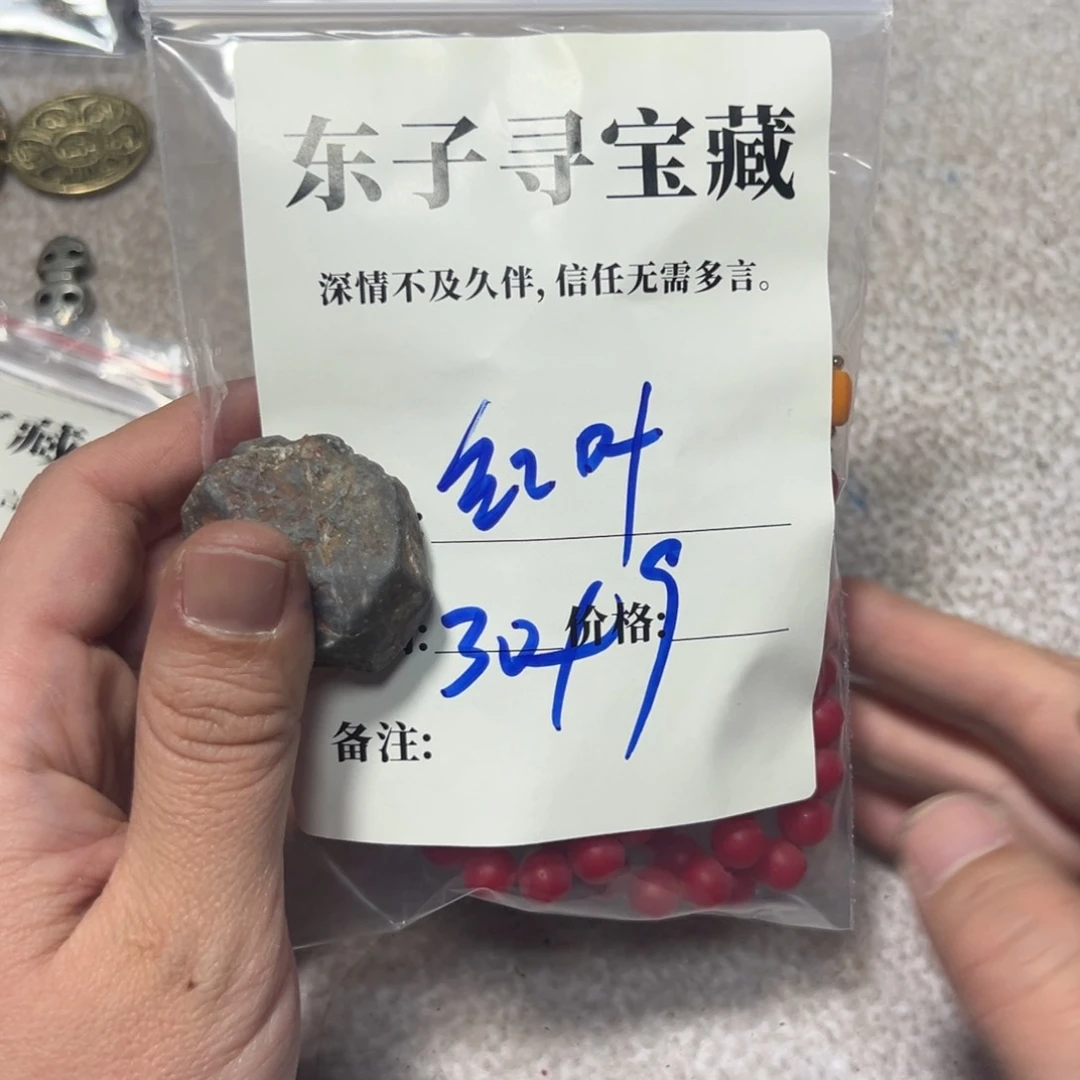 东子寻宝藏
深情不及久伴，信任无需多言。
红叶
价格:
备注:
藏